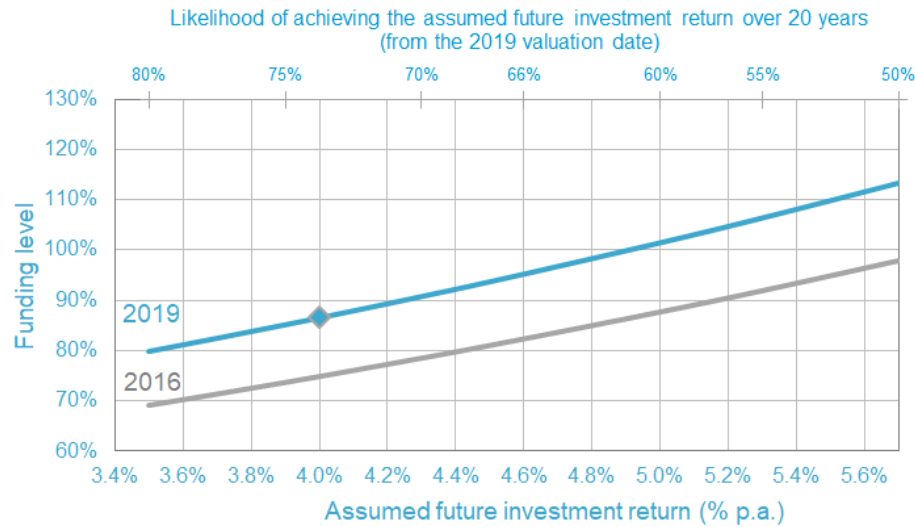 Likelihood of achieving the assumed future investment return over 20 years
(from the 2019 valuation date)
80% 75% 70% 66% 60% 55% 50%
130%
120%
110%
100%
90%
80%
70%
60%
Funding level
2019
2016
3.4% 3.6% 3.8% 4.0% 4.2% 4.4% 4.6% 4.8% 5.0% 5.2% 5.4% 5.6%
Assumed future investment return (% p.a.)